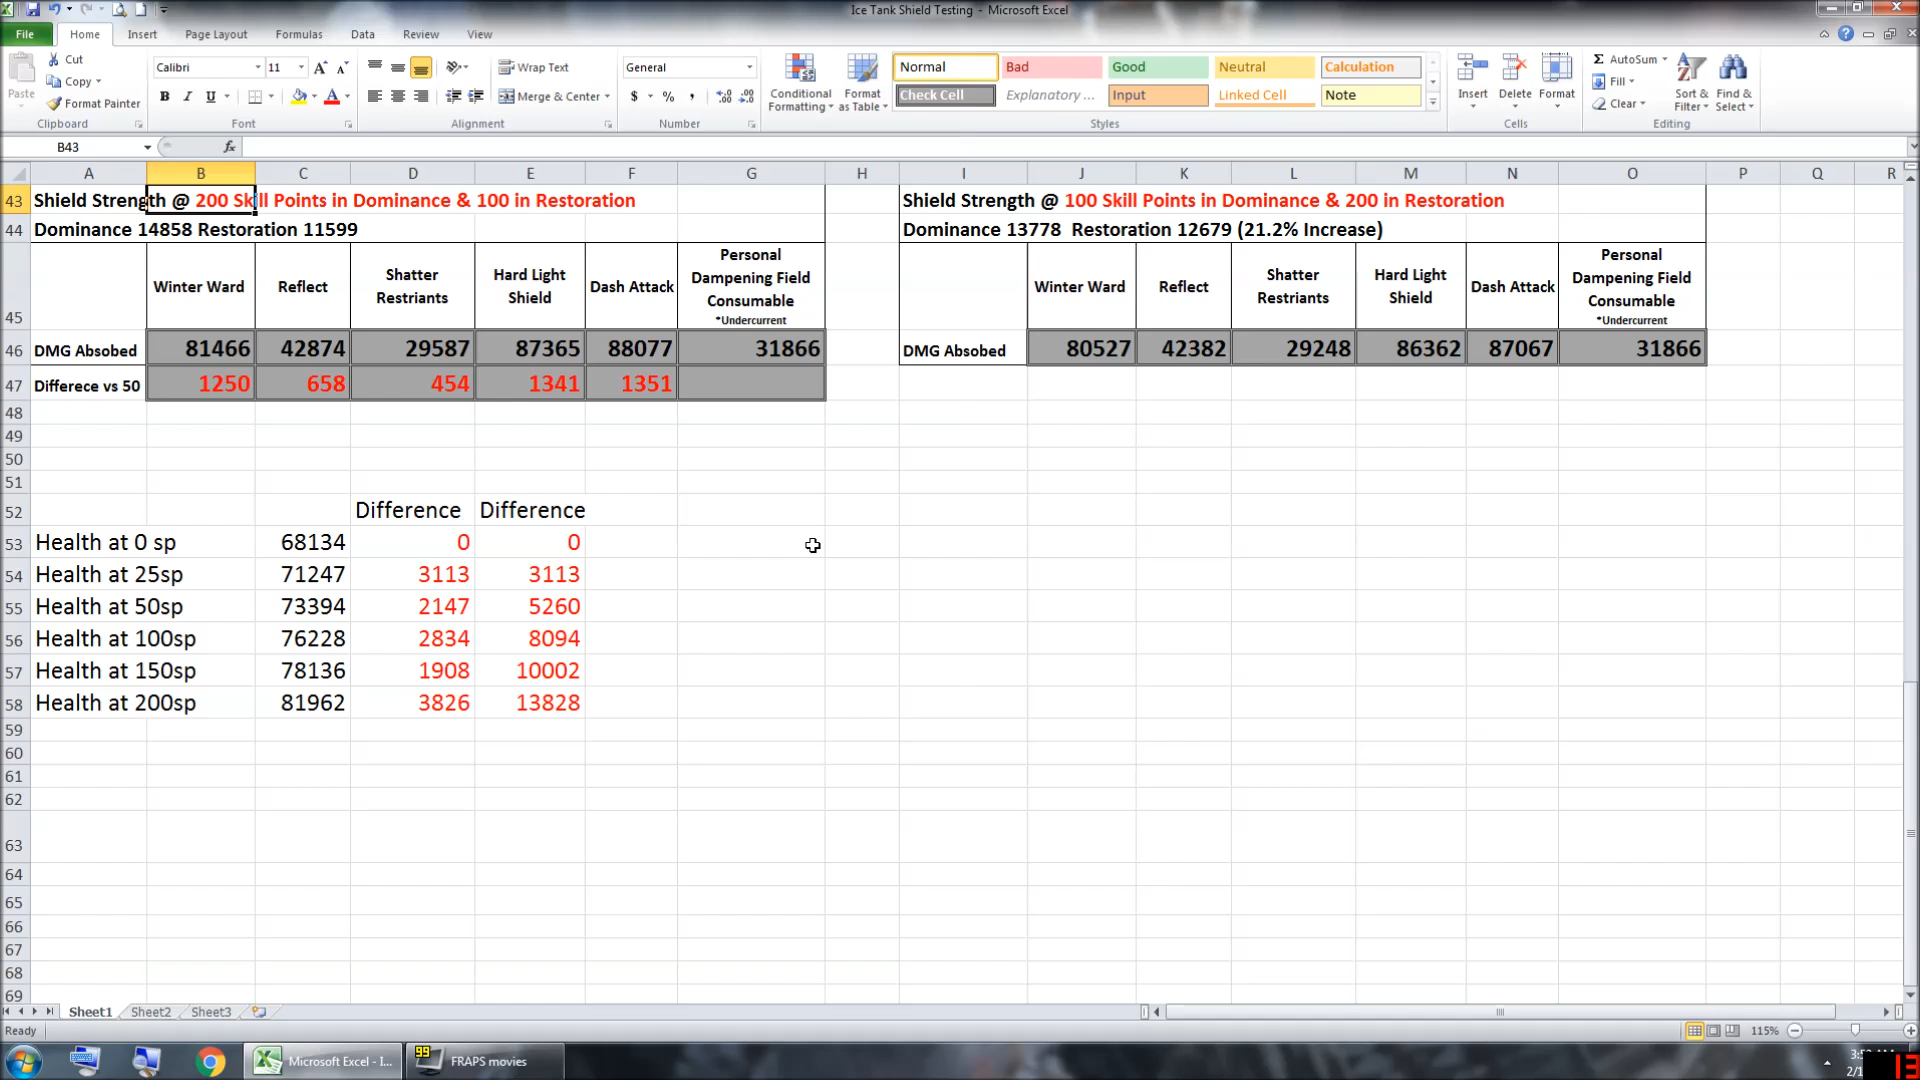 Ice Tank Shield Testing - Microsoft Excel
File Home Insert Page Layout Formulas Data Review View
Paste
Cut
Copy
Format Painter
Clipboard
Calibri 11
B I U
Font
Wrap Text
Merge & Center
Alignment
General
$ % ,
Number
Conditional Formatting
Format as Table
Normal Bad Good Neutral Calculation
Check Cell Explanatory ... Input Linked Cell Note
Styles
Insert Delete Format
Cells
Σ AutoSum
Fill
Clear
Sort & Filter
Find & Select
Editing
B43 fx
A B C D E F G H I J K L M N O P Q R
43 Shield Strength @ 200 Skill Points in Dominance & 100 in Restoration Shield Strength @ 100 Skill Points in Dominance & 200 in Restoration
44 Dominance 14858 Restoration 11599 Dominance 13778 Restoration 12679 (21.2% Increase)
45 Winter Ward Reflect Shatter Restriants Hard Light Shield Dash Attack Personal Dampening Field Consumable *Undercurrent Winter Ward Reflect Shatter Restriants Hard Light Shield Dash Attack Personal Dampening Field Consumable *Undercurrent
46 DMG Absobed 81466 42874 29587 87365 88077 31866 DMG Absobed 80527 42382 29248 86362 87067 31866
47 Differece vs 50 1250 658 454 1341 1351
48
49
50
51
52 Difference Difference
53 Health at 0 sp 68134 0 0
54 Health at 25sp 71247 3113 3113
55 Health at 50sp 73394 2147 5260
56 Health at 100sp 76228 2834 8094
57 Health at 150sp 78136 1908 10002
58 Health at 200sp 81962 3826 13828
59
60
61
62
63
64
65
66
67
68
69
Sheet1 Sheet2 Sheet3
Ready 115%
Microsoft Excel - I... 99 FRAPS movies
13